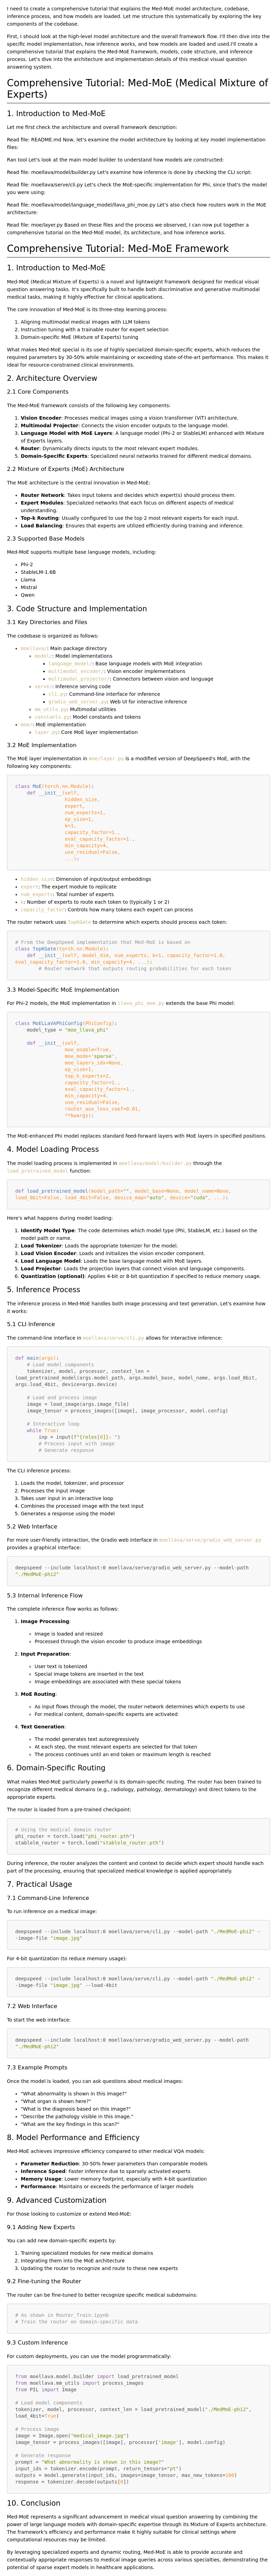 I need to create a comprehensive tutorial that explains the MedMoE model architecture, codebase,
inference process, and how models are loaded. Let me structure this systematically by exploring the key
components of the codebase.
First, I should look at the high-level model architecture and the overall framework flow. I'll then dive into the
specific model implementation, how inference works, and how models are loaded and used.I'll create a
comprehensive tutorial that explains the Med-MoE framework, models, code structure, and inference
process. Let's dive into the architecture and implementation details of this medical visual question
answering system.
Comprehensive Tutorial: Med-MoE (Medical Mixture of
Experts)
1. Introduction to Med-MoE
Let me first check the architecture and overall framework description:
Read file: README.md Now, let's examine the model architecture by looking at key implementation
files:
Ran tool Let's look at the main model builder to understand how models are constructed:
Read file: moellava/model/builder.py Let's examine how inference is done by checking the CLI script:
Read file: moellava/serve/cli.py Let's check the MoE-specific implementation for Phi, since that's the model
you were using:
Read file: moellava/model/language_model/llava_phi_moe.py Let's also check how routers work in the MoE
architecture:
Read file: moe/layer.py Based on these files and the process we observed, I can now put together a
comprehensive tutorial on the Med-MoE model, its architecture, and how inference works.
Comprehensive Tutorial: Med-MoE Framework
1. Introduction to Med-MoE
Med-MoE (Medical Mixture of Experts) is a novel and lightweight framework designed for medical visual
question answering tasks. It's specifically built to handle both discriminative and generative multimodal
medical tasks, making it highly effective for clinical applications.
The core innovation of Med-MoE is its three-step learning process:
1. Aligning multimodal medical images with LLM tokens
2. Instruction tuning with a trainable router for expert selection
3. Domain-specific MoE (Mixture of Experts) tuning
What makes Med-MoE special is its use of highly specialized domain-specific experts, which reduces the
required parameters by 30-50% while maintaining or exceeding state-of-the-art performance. This makes it
ideal for resource-constrained clinical environments.
2. Architecture Overview
2.1 Core Components
The Med-MoE framework consists of the following key components:
1. Vision Encoder: Processes medical images using a vision transformer (ViT) architecture.
2. Multimodal Projector: Connects the vision encoder outputs to the language model.
3. Language Model with MoE Layers: A language model (Phi-2 or StableLM) enhanced with Mixture
of Experts layers.
4. Router: Dynamically directs inputs to the most relevant expert modules.
5. Domain-Specific Experts: Specialized neural networks trained for different medical domains.
2.2 Mixture of Experts (MoE) Architecture
The MoE architecture is the central innovation in Med-MoE:
• Router Network: Takes input tokens and decides which expert(s) should process them.
• Expert Modules: Specialized networks that each focus on different aspects of medical
understanding.
• Top-k Routing: Usually configured to use the top 2 most relevant experts for each input.
• Load Balancing: Ensures that experts are utilized efficiently during training and inference.
2.3 Supported Base Models
Med-MoE supports multiple base language models, including:
• Phi-2
• StableLM-1.6B
• Llama
• Mistral
• Qwen
3. Code Structure and Implementation
3.1 Key Directories and Files
The codebase is organized as follows:
• moellava/: Main package directory
◦ model/: Model implementations
▪ language_model/: Base language models with MoE integration
▪ multimodal_encoder/: Vision encoder implementations
▪ multimodal_projector/: Connectors between vision and language
◦ serve/: Inference serving code
▪ cli.py: Command-line interface for inference
▪ gradio_web_server.py: Web UI for interactive inference
◦ mm_utils.py: Multimodal utilities
◦ constants.py: Model constants and tokens
• moe/: MoE implementation
◦ layer.py: Core MoE layer implementation
3.2 MoE Implementation
The MoE layer implementation in moe/layer.py is a modified version of DeepSpeed's MoE, with the
following key components:
class MoE(torch.nn.Module):
def __init__(self,
hidden_size,
expert,
num_experts=1,
ep_size=1,
k=1,
capacity_factor=1.,
eval_capacity_factor=1.,
min_capacity=4,
use_residual=False,
...):
• hidden_size: Dimension of input/output embeddings
• expert: The expert module to replicate
• num_experts: Total number of experts
• k: Number of experts to route each token to (typically 1 or 2)
• capacity_factor: Controls how many tokens each expert can process
The router network uses TopKGate to determine which experts should process each token:
# From the DeepSpeed implementation that Med-MoE is based on
class TopKGate(torch.nn.Module):
def __init__(self, model_dim, num_experts, k=1, capacity_factor=1.0,
eval_capacity_factor=1.0, min_capacity=4, ...):
# Router network that outputs routing probabilities for each token
3.3 Model-Specific MoE Implementation
For Phi-2 models, the MoE implementation in llava_phi_moe.py extends the base Phi model:
class MoELLaVAPhiConfig(PhiConfig):
model_type = "moe_llava_phi"
def __init__(self,
moe_enable=True,
moe_mode='sparse',
moe_layers_idx=None,
ep_size=1,
top_k_experts=2,
capacity_factor=1.,
eval_capacity_factor=1.,
min_capacity=4,
use_residual=False,
router_aux_loss_coef=0.01,
**kwargs):
The MoE-enhanced Phi model replaces standard feed-forward layers with MoE layers in specified positions.
4. Model Loading Process
The model loading process is implemented in moellava/model/builder.py through the
load_pretrained_model function:
def load_pretrained_model(model_path="", model_base=None, model_name=None,
load_8bit=False, load_4bit=False, device_map="auto", device="cuda", ...):
Here's what happens during model loading:
1. Identify Model Type: The code determines which model type (Phi, StableLM, etc.) based on the
model path or name.
2. Load Tokenizer: Loads the appropriate tokenizer for the model.
3. Load Vision Encoder: Loads the vision encoder component.
4. Load Language Model: Loads the base language model with MoE layers.
5. Load Projector: Loads the projection layers that connect vision and language components.
6. Quantization (optional): Applies 4-bit or 8-bit quantization if specified to reduce memory usage.
5. Inference Process
The inference process in Med-MoE handles both image processing and text generation. Let's examine how
it works:
5.1 CLI Inference
The command-line interface in moellava/serve/cli.py allows for interactive inference:
def main(args):
# Load model components
tokenizer, model, processor, context_len =
load_pretrained_model(args.model_path, args.model_base, model_name, args.load_8bit,
args.load_4bit, device=args.device)
# Load and process image
image = load_image(args.image_file)
image_tensor = process_images([image], image_processor, model.config)
# Interactive loop
while True:
inp = input(f"{roles[0]}: ")
# Process input with image
# Generate response
The CLI inference process:
1. Loads the model, tokenizer, and processor
2. Processes the input image
3. Takes user input in an interactive loop
4. Combines the processed image with the text input
5. Generates a response using the model
5.2 Web Interface
For more user-friendly interaction, the Gradio web interface in moellava/serve/gradio_web_server.py
provides a graphical interface:
deepspeed --include localhost:0 moellava/serve/gradio_web_server.py --model-path
"./MedMoE-phi2"
5.3 Internal Inference Flow
The complete inference flow works as follows:
1. Image Processing:
◦ Image is loaded and resized
◦ Processed through the vision encoder to produce image embeddings
2. Input Preparation:
◦ User text is tokenized
◦ Special image tokens are inserted in the text
◦ Image embeddings are associated with these special tokens
3. MoE Routing:
◦ As input flows through the model, the router network determines which experts to use
◦ For medical content, domain-specific experts are activated
4. Text Generation:
◦ The model generates text autoregressively
◦ At each step, the most relevant experts are selected for that token
◦ The process continues until an end token or maximum length is reached
6. Domain-Specific Routing
What makes Med-MoE particularly powerful is its domain-specific routing. The router has been trained to
recognize different medical domains (e.g., radiology, pathology, dermatology) and direct tokens to the
appropriate experts.
The router is loaded from a pre-trained checkpoint:
# Using the medical domain router
phi_router = torch.load("phi_router.pth")
stablelm_router = torch.load("stablelm_router.pth")
During inference, the router analyzes the content and context to decide which expert should handle each
part of the processing, ensuring that specialized medical knowledge is applied appropriately.
7. Practical Usage
7.1 Command-Line Inference
To run inference on a medical image:
deepspeed --include localhost:0 moellava/serve/cli.py --model-path "./MedMoE-phi2" -
-image-file "image.jpg"
For 4-bit quantization (to reduce memory usage):
deepspeed --include localhost:0 moellava/serve/cli.py --model-path "./MedMoE-phi2" -
-image-file "image.jpg" --load-4bit
7.2 Web Interface
To start the web interface:
deepspeed --include localhost:0 moellava/serve/gradio_web_server.py --model-path
"./MedMoE-phi2"
7.3 Example Prompts
Once the model is loaded, you can ask questions about medical images:
• "What abnormality is shown in this image?"
• "What organ is shown here?"
• "What is the diagnosis based on this image?"
• "Describe the pathology visible in this image."
• "What are the key findings in this scan?"
8. Model Performance and Efficiency
Med-MoE achieves impressive efficiency compared to other medical VQA models:
• Parameter Reduction: 30-50% fewer parameters than comparable models
• Inference Speed: Faster inference due to sparsely activated experts
• Memory Usage: Lower memory footprint, especially with 4-bit quantization
• Performance: Maintains or exceeds the performance of larger models
9. Advanced Customization
For those looking to customize or extend Med-MoE:
9.1 Adding New Experts
You can add new domain-specific experts by:
1. Training specialized modules for new medical domains
2. Integrating them into the MoE architecture
3. Updating the router to recognize and route to these new experts
9.2 Fine-tuning the Router
The router can be fine-tuned to better recognize specific medical subdomains:
# As shown in Router_Train.ipynb
# Train the router on domain-specific data
9.3 Custom Inference
For custom deployments, you can use the model programmatically:
from moellava.model.builder import load_pretrained_model
from moellava.mm_utils import process_images
from PIL import Image
# Load model components
tokenizer, model, processor, context_len = load_pretrained_model("./MedMoE-phi2",
load_4bit=True)
# Process image
image = Image.open("medical_image.jpg")
image_tensor = process_images([image], processor['image'], model.config)
# Generate response
prompt = "What abnormality is shown in this image?"
input_ids = tokenizer.encode(prompt, return_tensors="pt")
outputs = model.generate(input_ids, images=image_tensor, max_new_tokens=100)
response = tokenizer.decode(outputs[0])
10. Conclusion
Med-MoE represents a significant advancement in medical visual question answering by combining the
power of large language models with domain-specific expertise through its Mixture of Experts architecture.
The framework's efficiency and performance make it highly suitable for clinical settings where
computational resources may be limited.
By leveraging specialized experts and dynamic routing, Med-MoE is able to provide accurate and
contextually appropriate responses to medical image queries across various specialties, demonstrating the
potential of sparse expert models in healthcare applications.